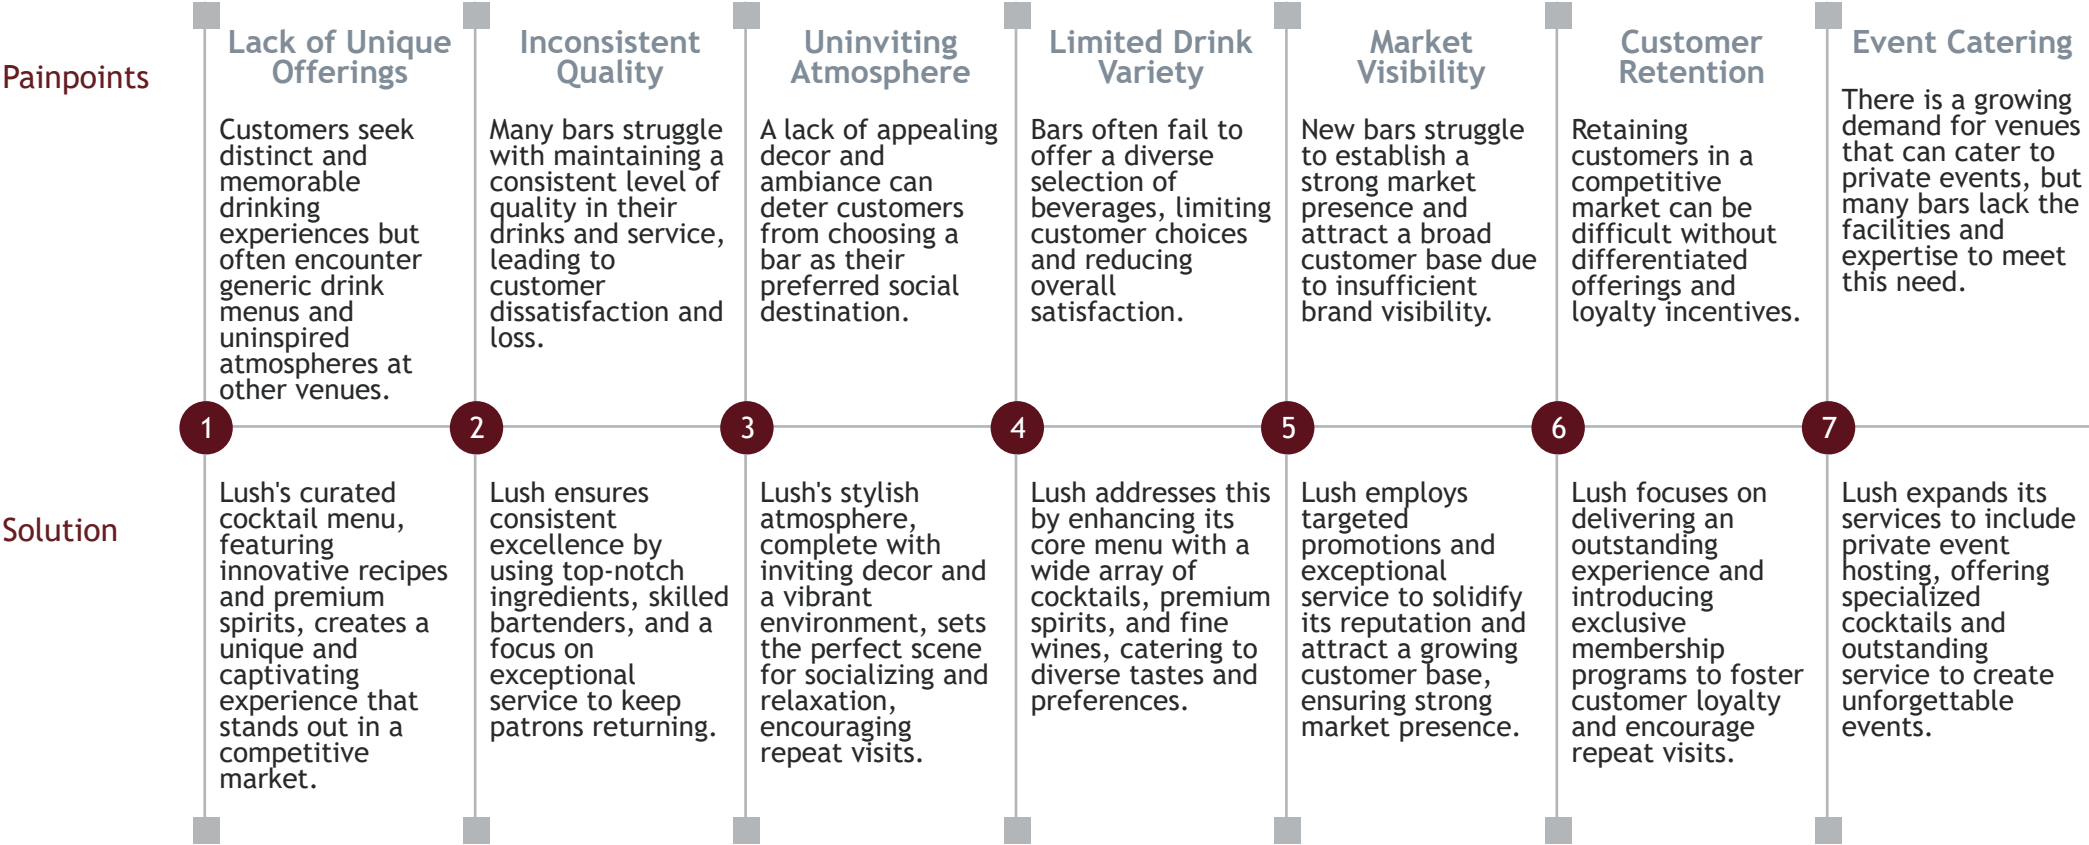 Painpoints
Lack of Unique
Offerings
Customers seek
distinct and
memorable
drinking
experiences but
often encounter
generic drink
menus and
uninspired
atmospheres at
other venues.
Inconsistent
Quality
Many bars struggle
with maintaining a
consistent level of
quality in their
drinks and service,
leading to
customer
dissatisfaction and
loss.
Uninviting
Atmosphere
A lack of appealing
decor and
ambiance can
deter customers
from choosing a
bar as their
preferred social
destination.
Limited Drink
Variety
Bars often fail to
offer a diverse
selection of
beverages, limiting
customer choices
and reducing
overall
satisfaction.
Market
Visibility
New bars struggle
to establish a
strong market
presence and
attract a broad
customer base due
to insufficient
brand visibility.
Customer
Retention
Retaining
customers in a
competitive
market can be
difficult without
differentiated
offerings and
loyalty incentives.
Event Catering
There is a growing
demand for venues
that can cater to
private events, but
many bars lack the
facilities and
expertise to meet
this need.
1
2
3
4
5
6
7
Solution
Lush's curated
cocktail menu,
featuring
innovative recipes
and premium
spirits, creates a
unique and
captivating
experience that
stands out in a
competitive
market.
Lush ensures
consistent
excellence by
using top-notch
ingredients, skilled
bartenders, and a
focus on
exceptional
service to keep
patrons returning.
Lush's stylish
atmosphere,
complete with
inviting decor and
a vibrant
environment, sets
the perfect scene
for socializing and
relaxation,
encouraging
repeat visits.
Lush addresses this
by enhancing its
core menu with a
wide array of
cocktails, premium
spirits, and fine
wines, catering to
diverse tastes and
preferences.
Lush employs
targeted
promotions and
exceptional
service to solidify
its reputation and
attract a growing
customer base,
ensuring strong
market presence.
Lush focuses on
delivering an
outstanding
experience and
introducing
exclusive
membership
programs to foster
customer loyalty
and encourage
repeat visits.
Lush expands its
services to include
private event
hosting, offering
specialized
cocktails and
outstanding
service to create
unforgettable
events.